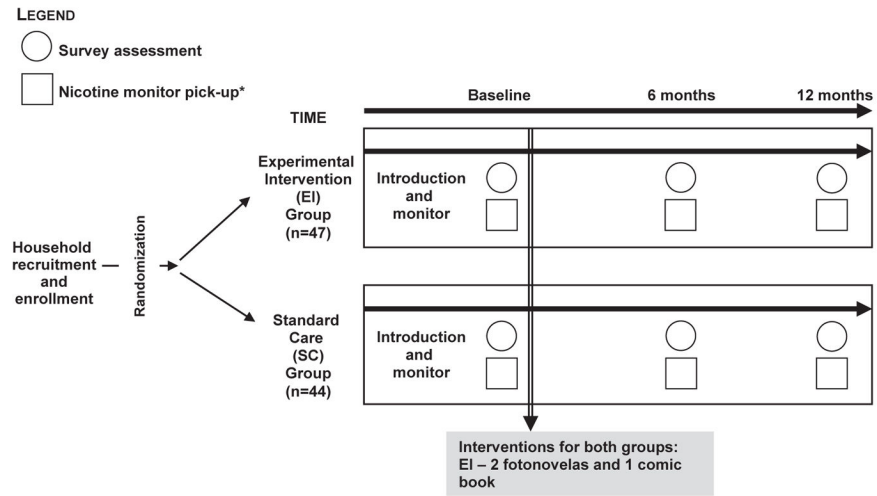 LEGEND
Survey assessment
Nicotine monitor pick-up*
TIME
Baseline
6 months
12 months
Household
recruitment
and
enrollment
Randomization
Experimental
Intervention
(EI)
Group
(n=47)
Introduction
and
monitor
Standard
Care
(SC)
Group
(n=44)
Introduction
and
monitor
Interventions for both groups:
EI – 2 fotonovelas and 1 comic
book